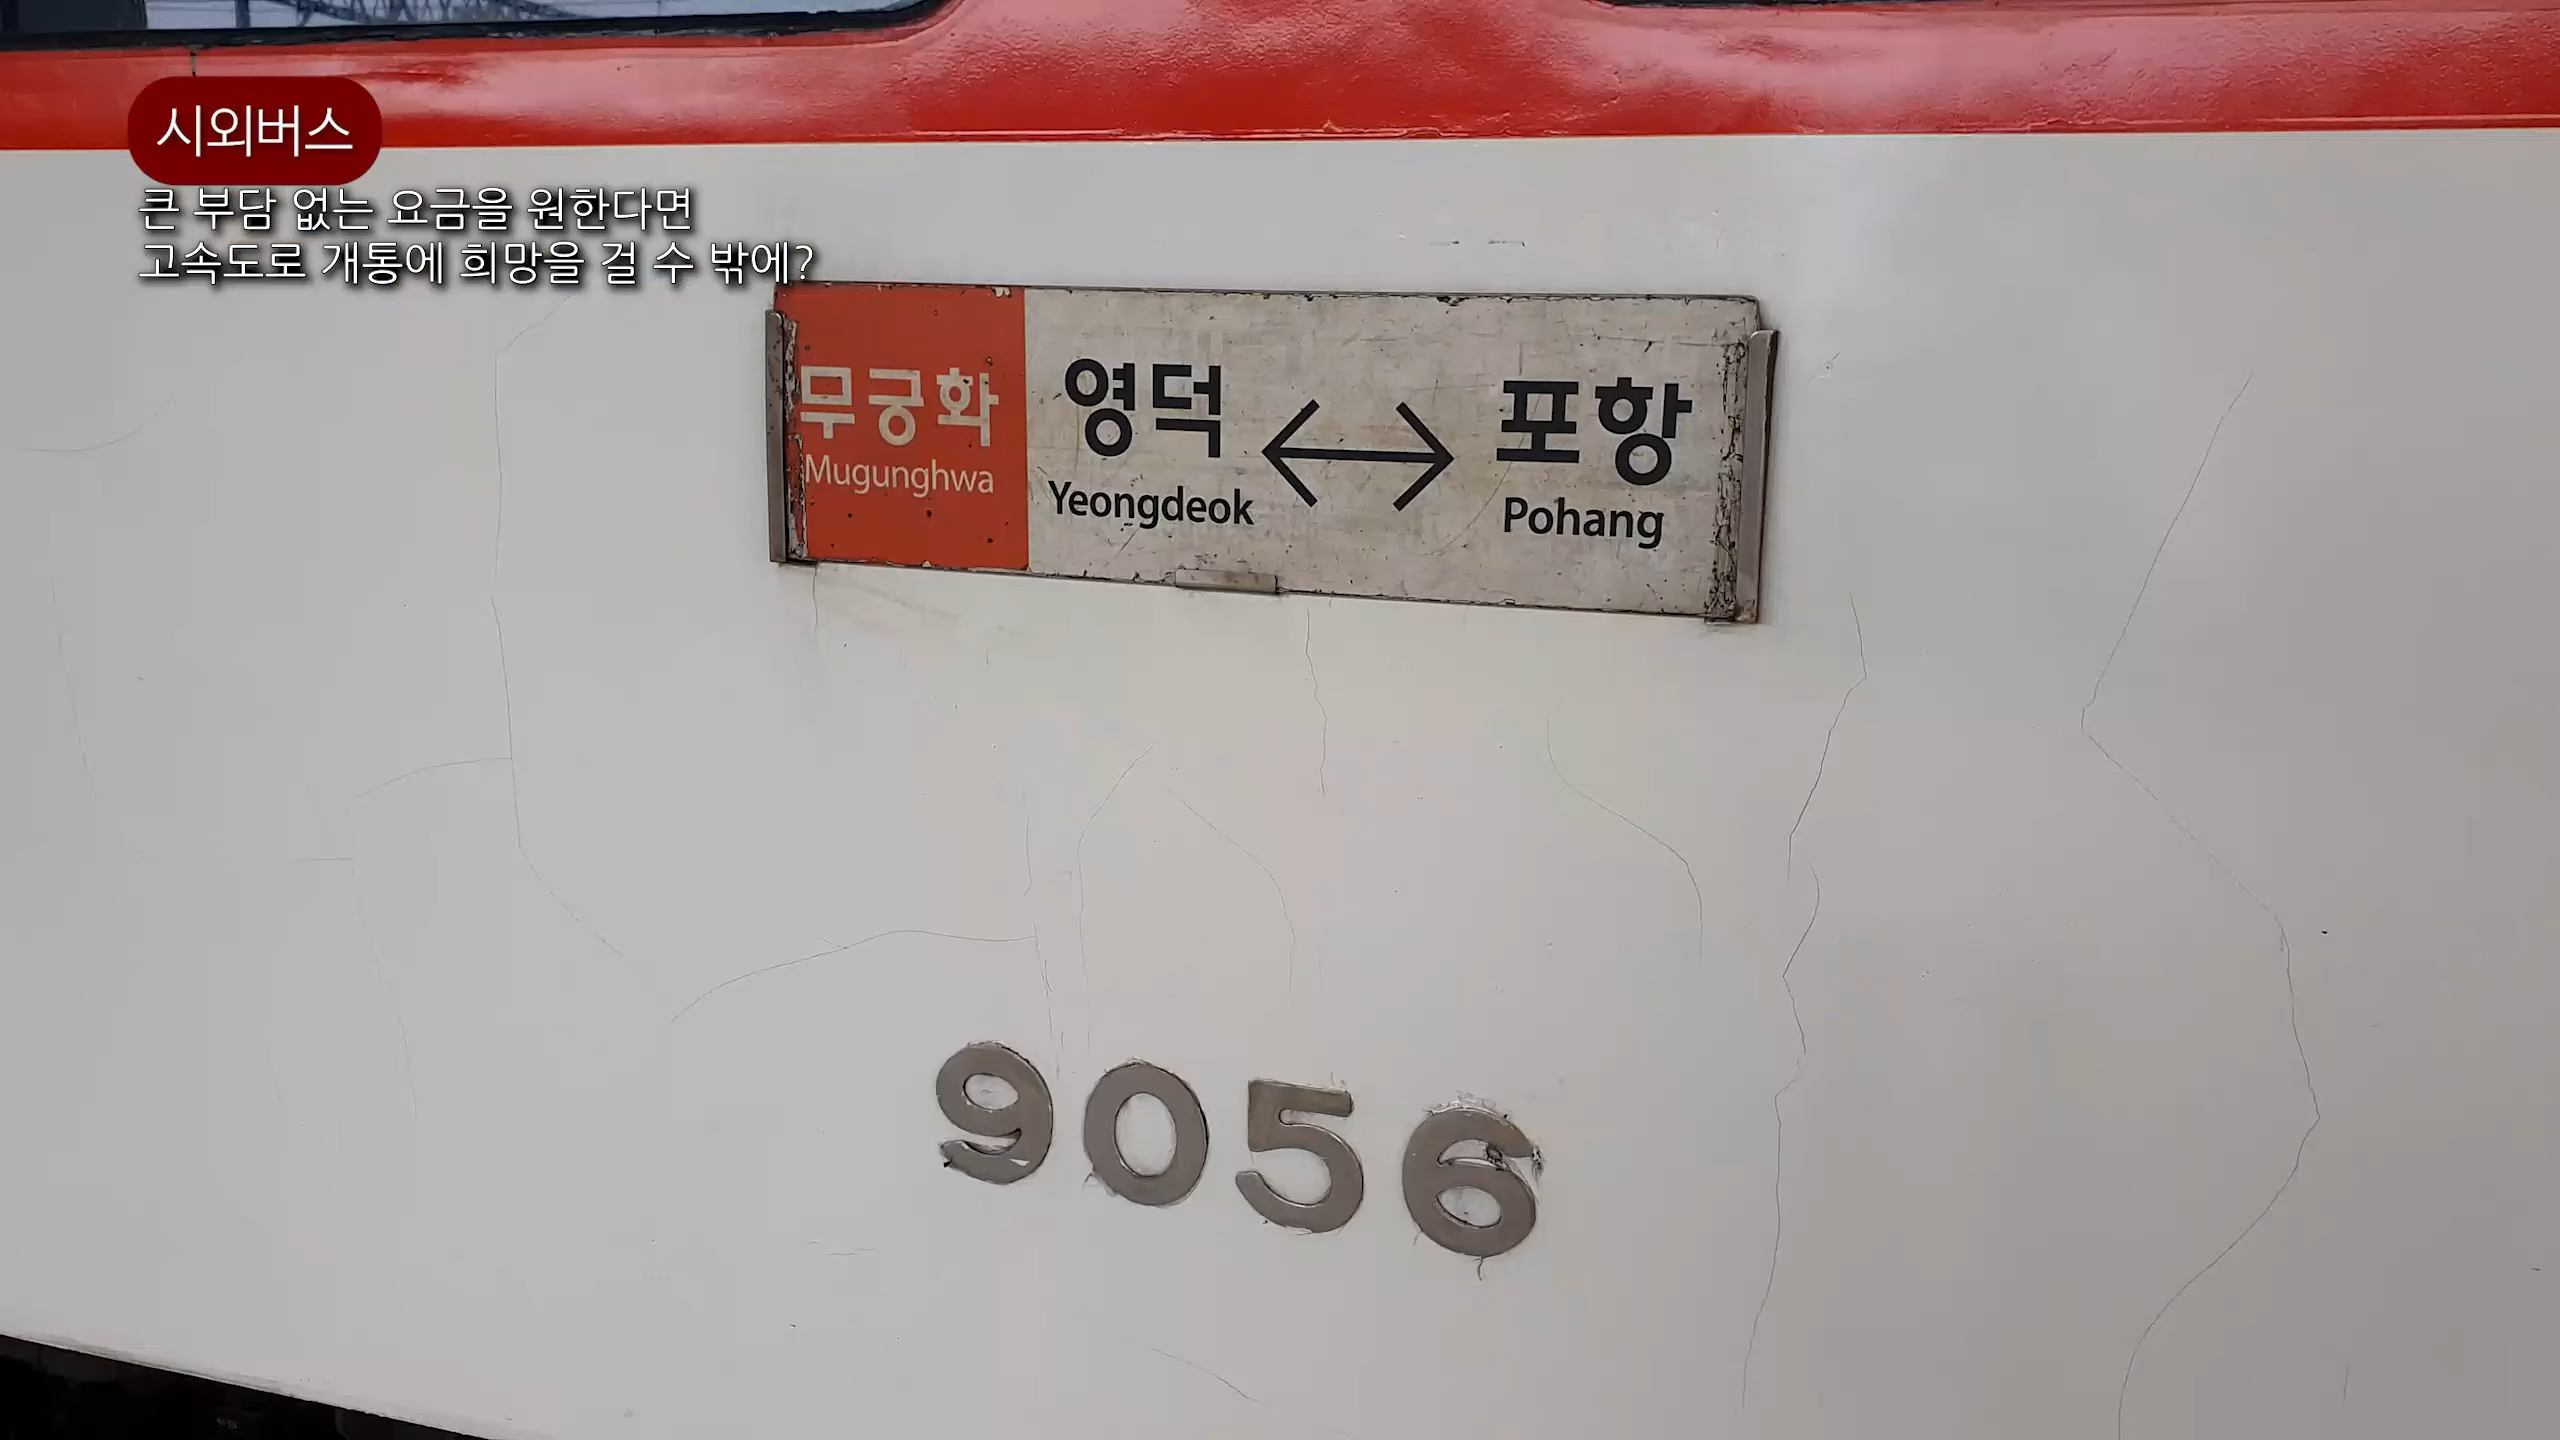 시외버스
큰 부담 없는 요금을 원한다면
고속도로 개통에 희망을 걸 수 밖에?
무궁화
Mugunghwa
영덕 ↔ 포항
Yeongdeok Pohang
9056